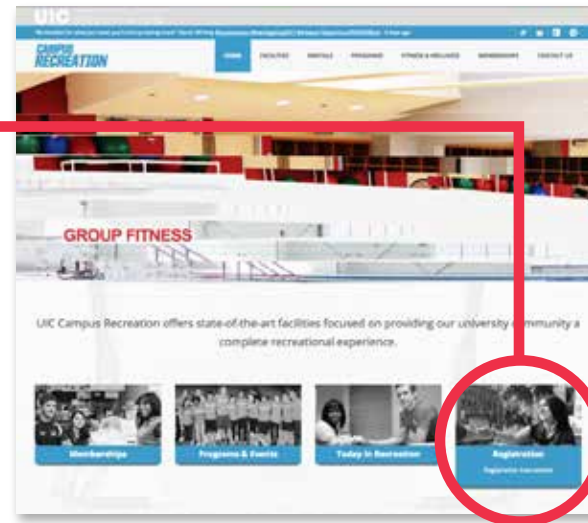 UIC
CAMPUS
RECREATION
HOME FACILITIES RENTALS PROGRAMS FITNESS & WELLNESS MEMBERSHIPS CONTACT US
GROUP FITNESS
UIC Campus Recreation offers state-of-the-art facilities focused on providing our university community a
complete recreational experience.
Memberships
Programs & Events
Today in Recreation
Registration